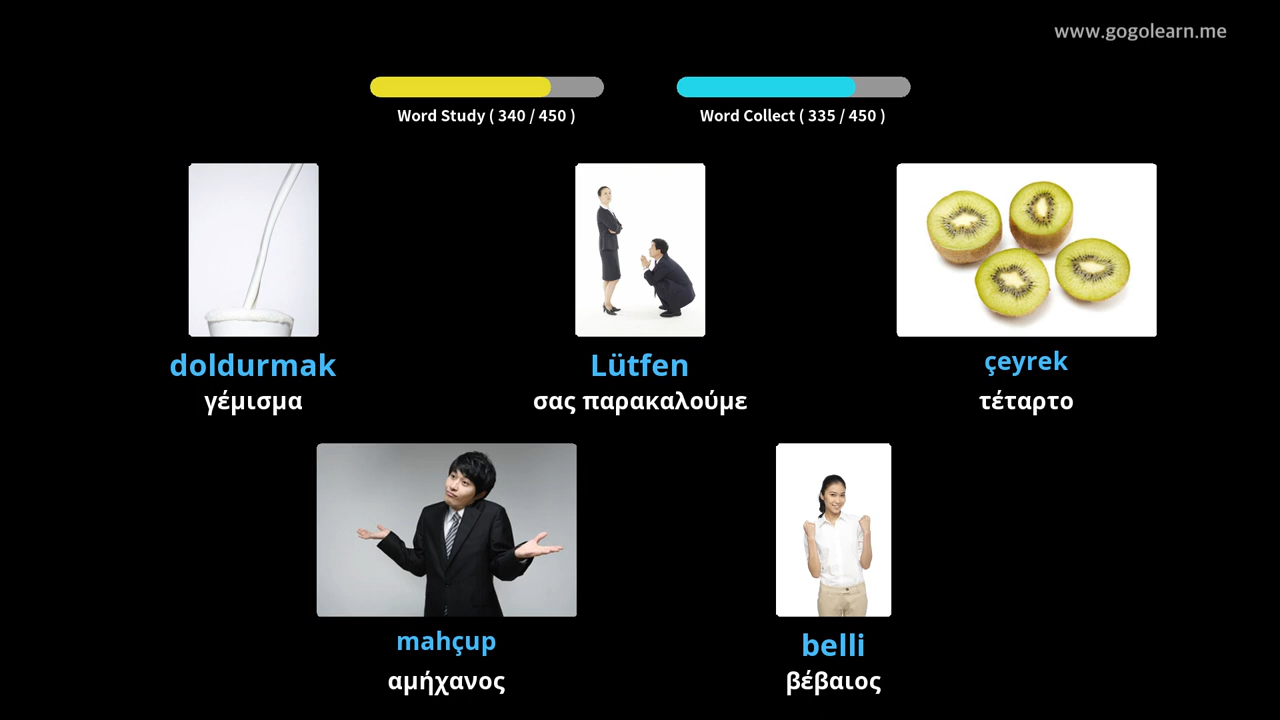 www.gogolearn.me
Word Study ( 340 / 450 )
Word Collect ( 335 / 450 )
doldurmak
γέμισμα
Lütfen
σας παρακαλούμε
çeyrek
τέταρτο
mahçup
αμήχανος
belli
βέβαιος